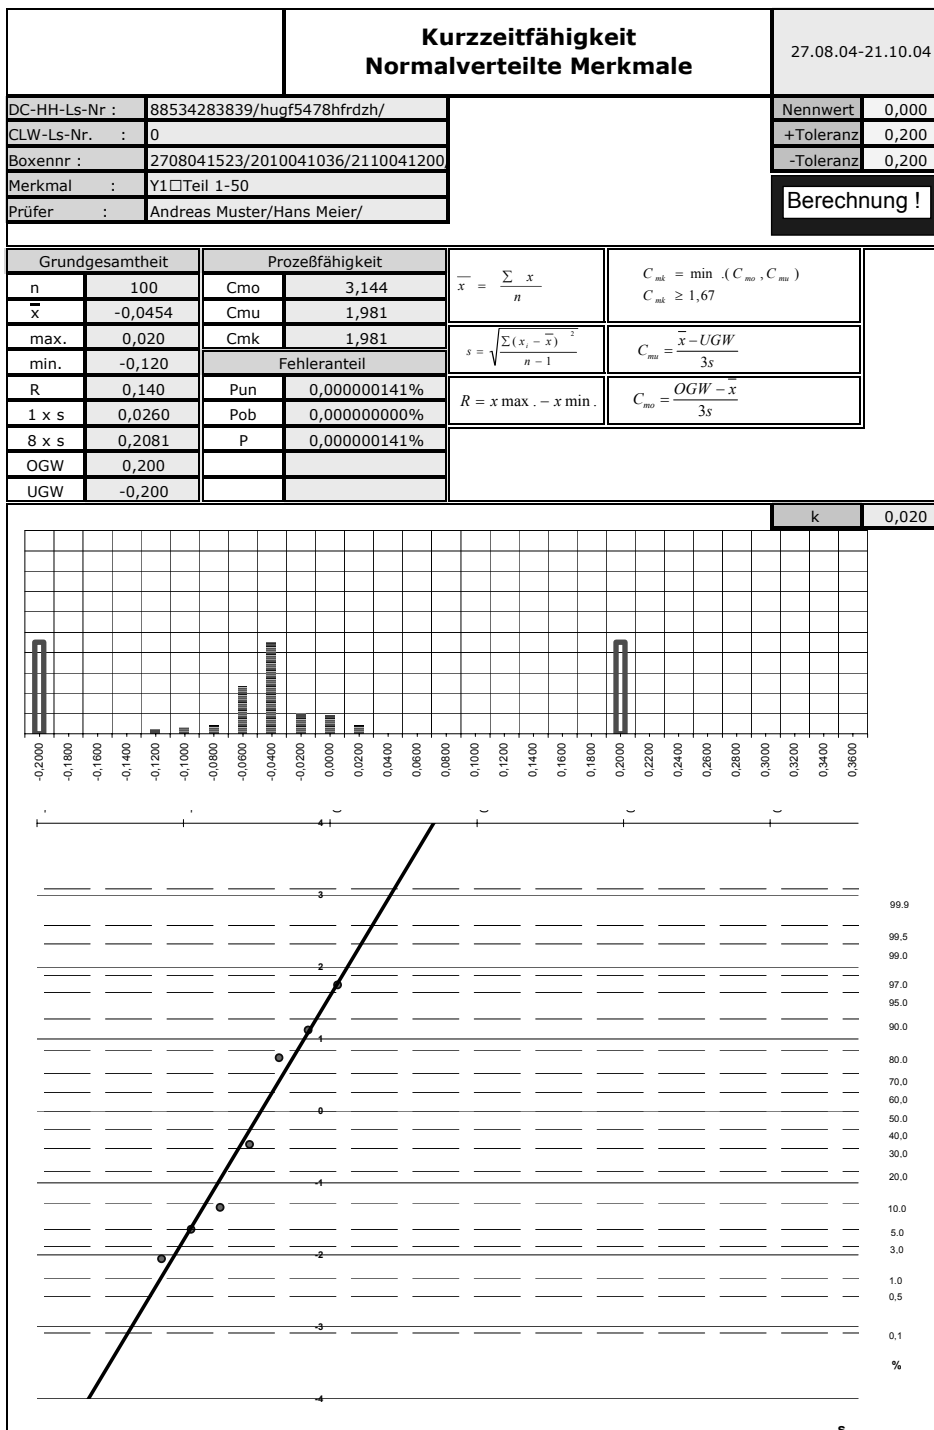 Kurzzeitfähigkeit
Normalverteilte Merkmale
27.08.04-21.10.04
DC-HH-Ls-Nr : 88534283839/hugf5478hfrdzh/
CLW-Ls-Nr. : 0
Boxennr : 2708041523/2010041036/2110041200
Merkmal : Y1□Teil 1-50
Prüfer : Andreas Muster/Hans Meier/
Nennwert 0,000
+Toleranz 0,200
-Toleranz 0,200
Berechnung !
Grundgesamtheit
n 100
x̅ -0,0454
max. 0,020
min. -0,120
R 0,140
1 x s 0,0260
8 x s 0,2081
OGW 0,200
UGW -0,200
Prozeßfähigkeit
Cmo 3,144
Cmu 1,981
Cmk 1,981
Fehleranteil
Pun 0,000000141%
Pob 0,000000000%
P 0,000000141%
x̅ = ∑ x / n
s = √(∑(x_i − x̅)² / n − 1)
R = x max . − x min .
C_mk = min .( C_mo , C_mu )
C_mk ≥ 1,67
C_mu = x̅ − UGW / 3s
C_mo = OGW − x̅ / 3s
k 0,020
-0,2000 -0,1800 -0,1600 -0,1400 -0,1200 -0,1000 -0,0800 -0,0600 -0,0400 -0,0200 0,0000 0,0200 0,0400 0,0600 0,0800 0,1000 0,1200 0,1400 0,1600 0,1800 0,2000 0,2200 0,2400 0,2600 0,2800 0,3000 0,3200 0,3400 0,3600
4
3
2
1
0
-1
-2
-3
-4
99.9
99,5
99.0
97.0
95.0
90.0
80.0
70,0
60,0
50.0
40,0
30,0
20,0
10.0
5.0
3,0
1.0
0,5
0,1
%